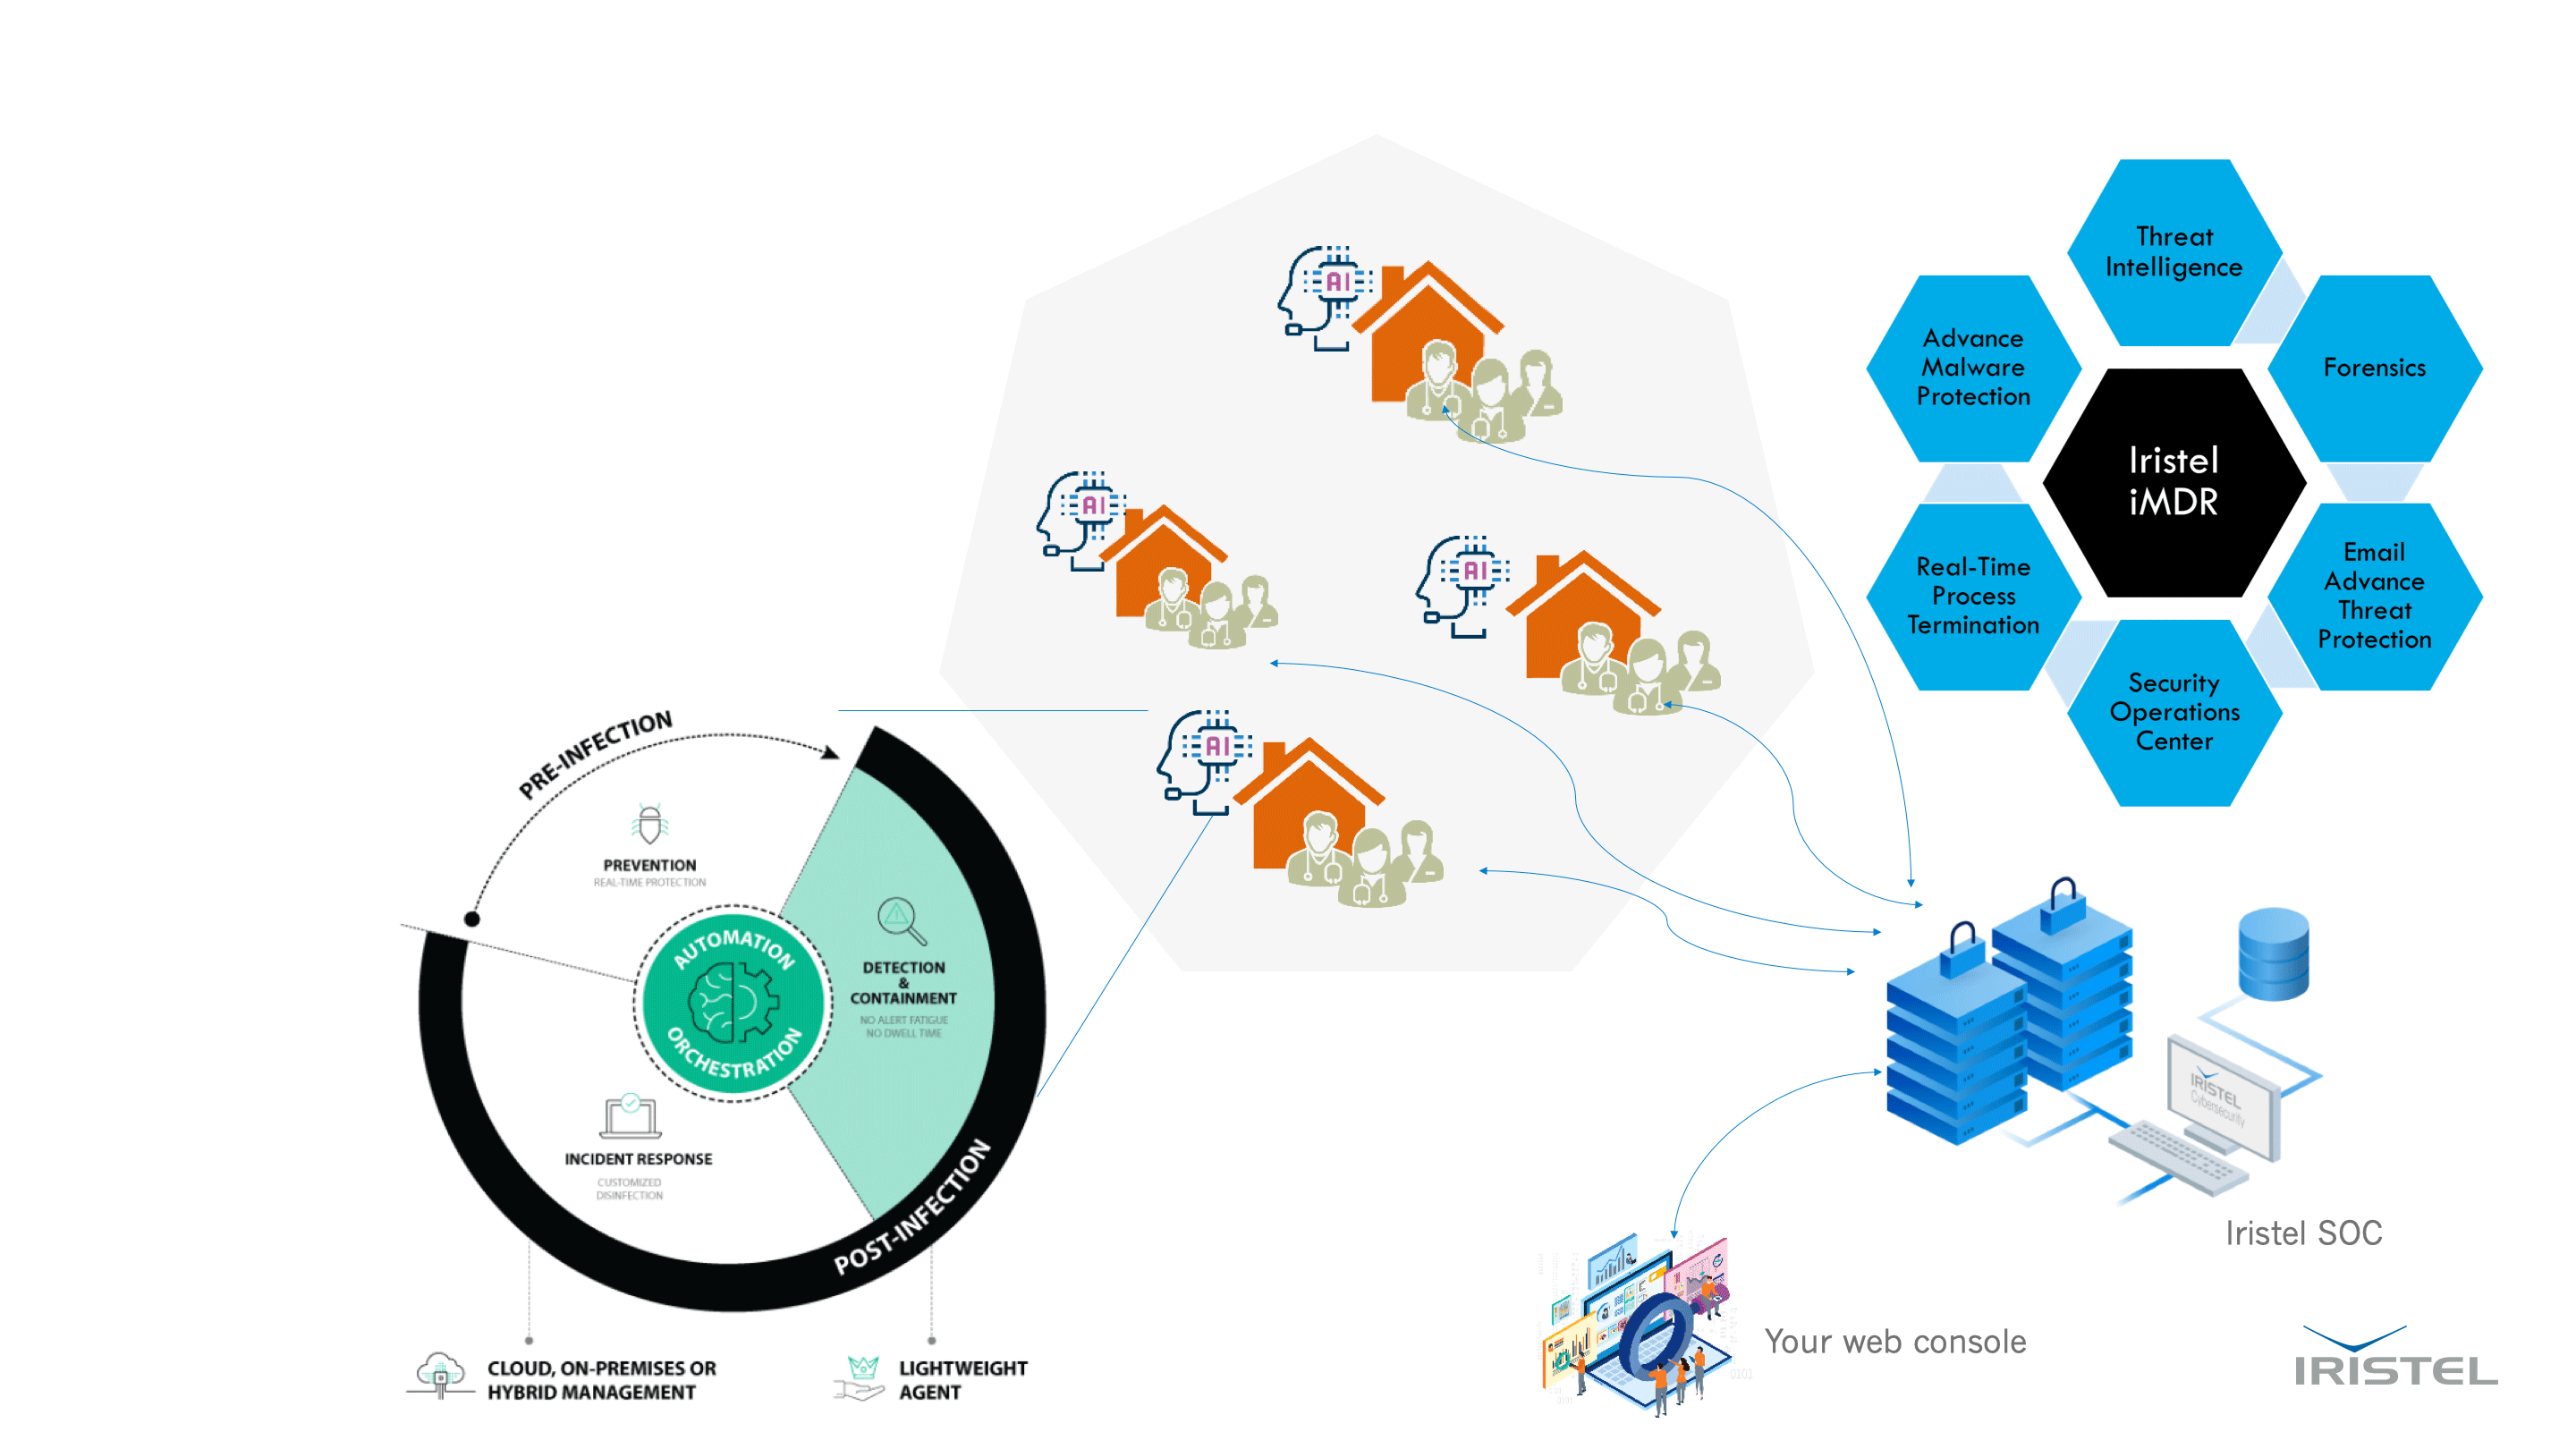 Threat
Intelligence
Advance
Malware
Protection
Forensics
Iristel
iMDR
Real-Time
Process
Termination
Email
Advance
Threat
Protection
Security
Operations
Center
AI
AI
AI
AI
PRE-INFECTION
PREVENTION
REAL-TIME PROTECTION
AUTOMATION
ORCHESTRATION
DETECTION
&
CONTAINMENT
NO ALERT FATIGUE
NO DWELL TIME
INCIDENT RESPONSE
CUSTOMIZED
DISINFECTION
POST-INFECTION
CLOUD, ON-PREMISES OR
HYBRID MANAGEMENT
LIGHTWEIGHT
AGENT
IRISTEL
Cybersecurity
Iristel SOC
Your web console
0101
IRISTEL